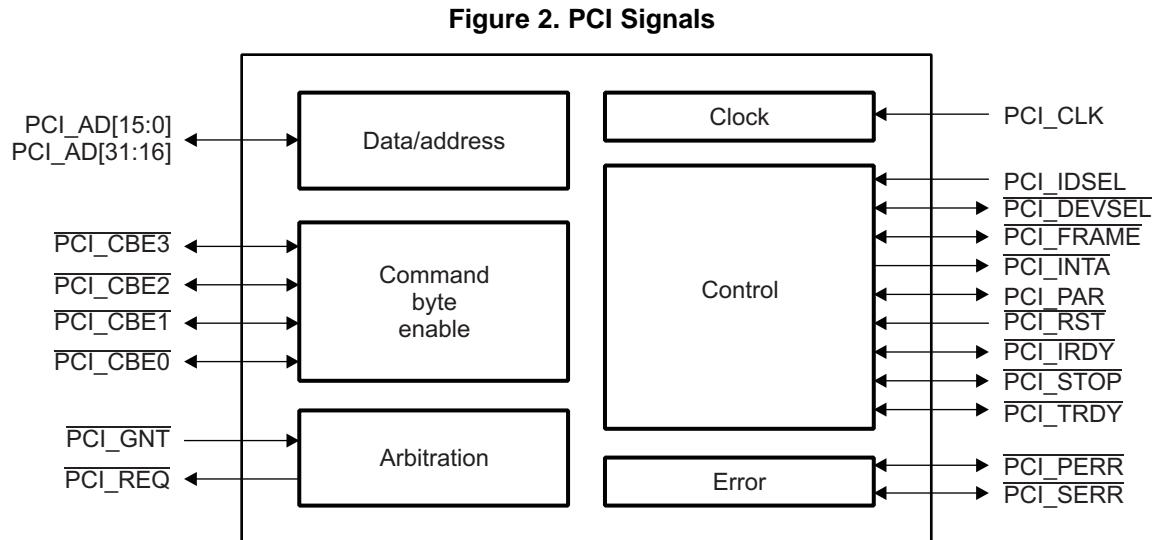 Figure 2. PCI Signals
PCI_AD[15:0]
PCI_AD[31:16]
Data/address
PCI_CBE3
PCI_CBE2
PCI_CBE1
PCI_CBE0
Command
byte
enable
PCI_GNT
PCI_REQ
Arbitration
Clock
PCI_CLK
Control
PCI_IDSEL
PCI_DEVSEL
PCI_FRAME
PCI_INTA
PCI_PAR
PCI_RST
PCI_IRDY
PCI_STOP
PCI_TRDY
Error
PCI_PERR
PCI_SERR